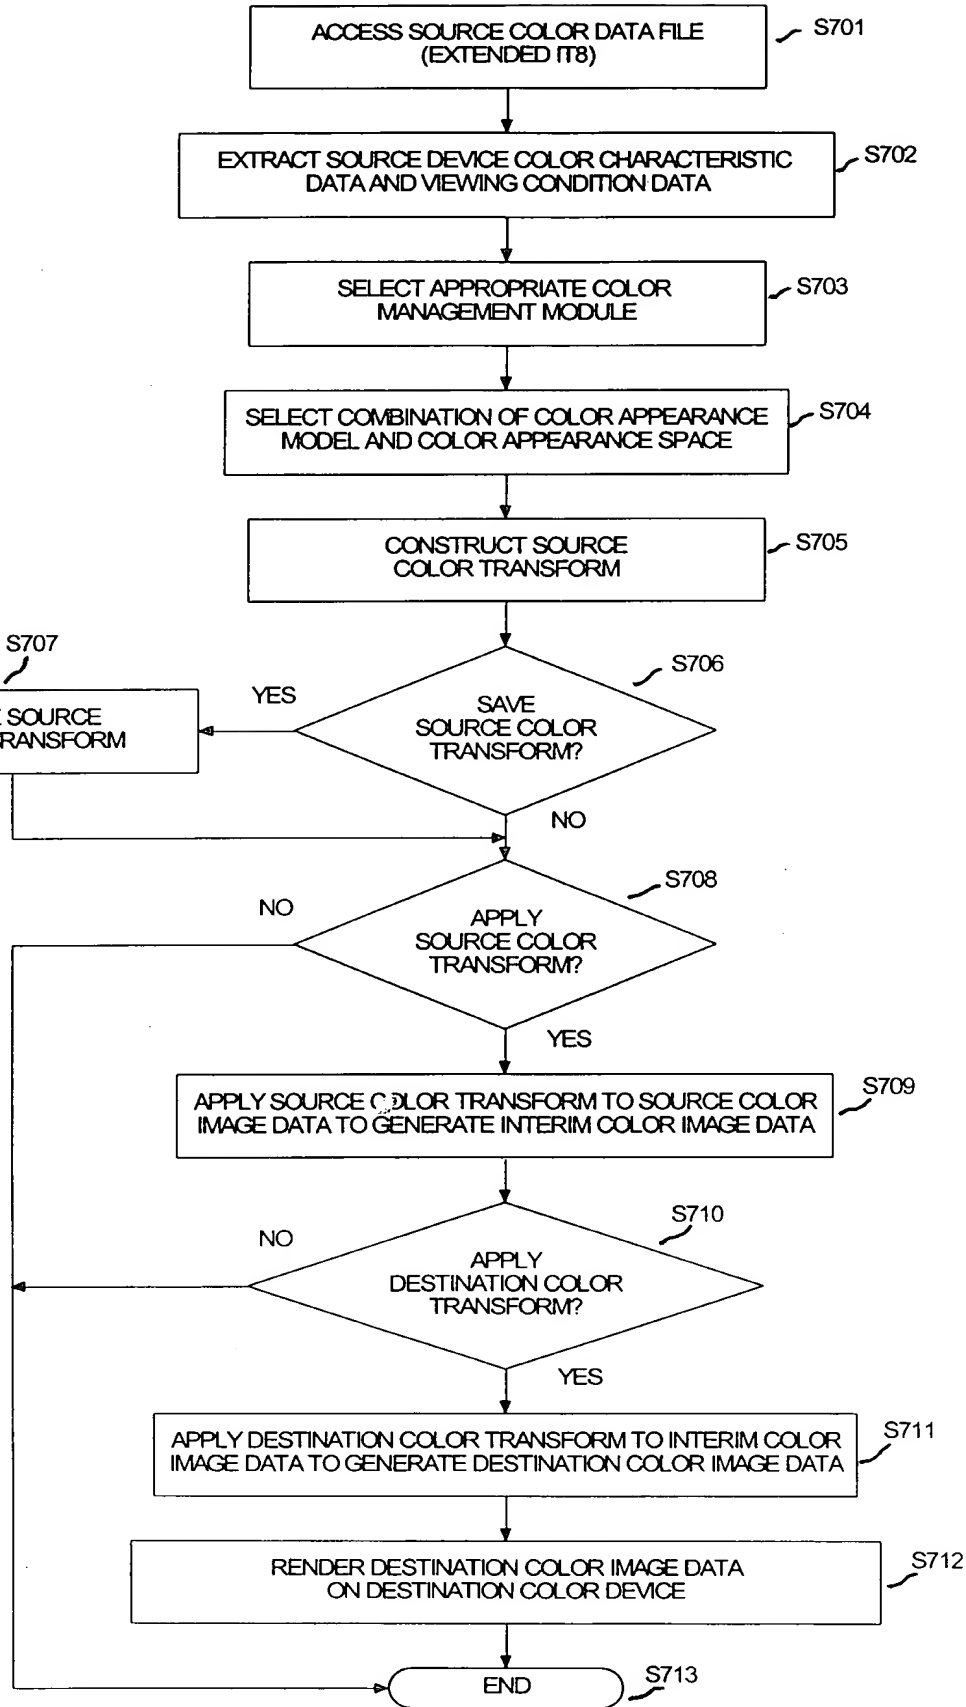 ACCESS SOURCE COLOR DATA FILE
(EXTENDED IT8)
S701
EXTRACT SOURCE DEVICE COLOR CHARACTERISTIC
DATA AND VIEWING CONDITION DATA
S702
SELECT APPROPRIATE COLOR
MANAGEMENT MODULE
S703
SELECT COMBINATION OF COLOR APPEARANCE
MODEL AND COLOR APPEARANCE SPACE
S704
CONSTRUCT SOURCE
COLOR TRANSFORM
S705
S707
SOURCE
TRANSFORM
YES
SAVE
SOURCE COLOR
TRANSFORM?
S706
NO
NO
APPLY
SOURCE COLOR
TRANSFORM?
S708
YES
APPLY SOURCE COLOR TRANSFORM TO SOURCE COLOR
IMAGE DATA TO GENERATE INTERIM COLOR IMAGE DATA
S709
NO
APPLY
DESTINATION COLOR
TRANSFORM?
S710
YES
APPLY DESTINATION COLOR TRANSFORM TO INTERIM COLOR
IMAGE DATA TO GENERATE DESTINATION COLOR IMAGE DATA
S711
RENDER DESTINATION COLOR IMAGE DATA
ON DESTINATION COLOR DEVICE
S712
END
S713